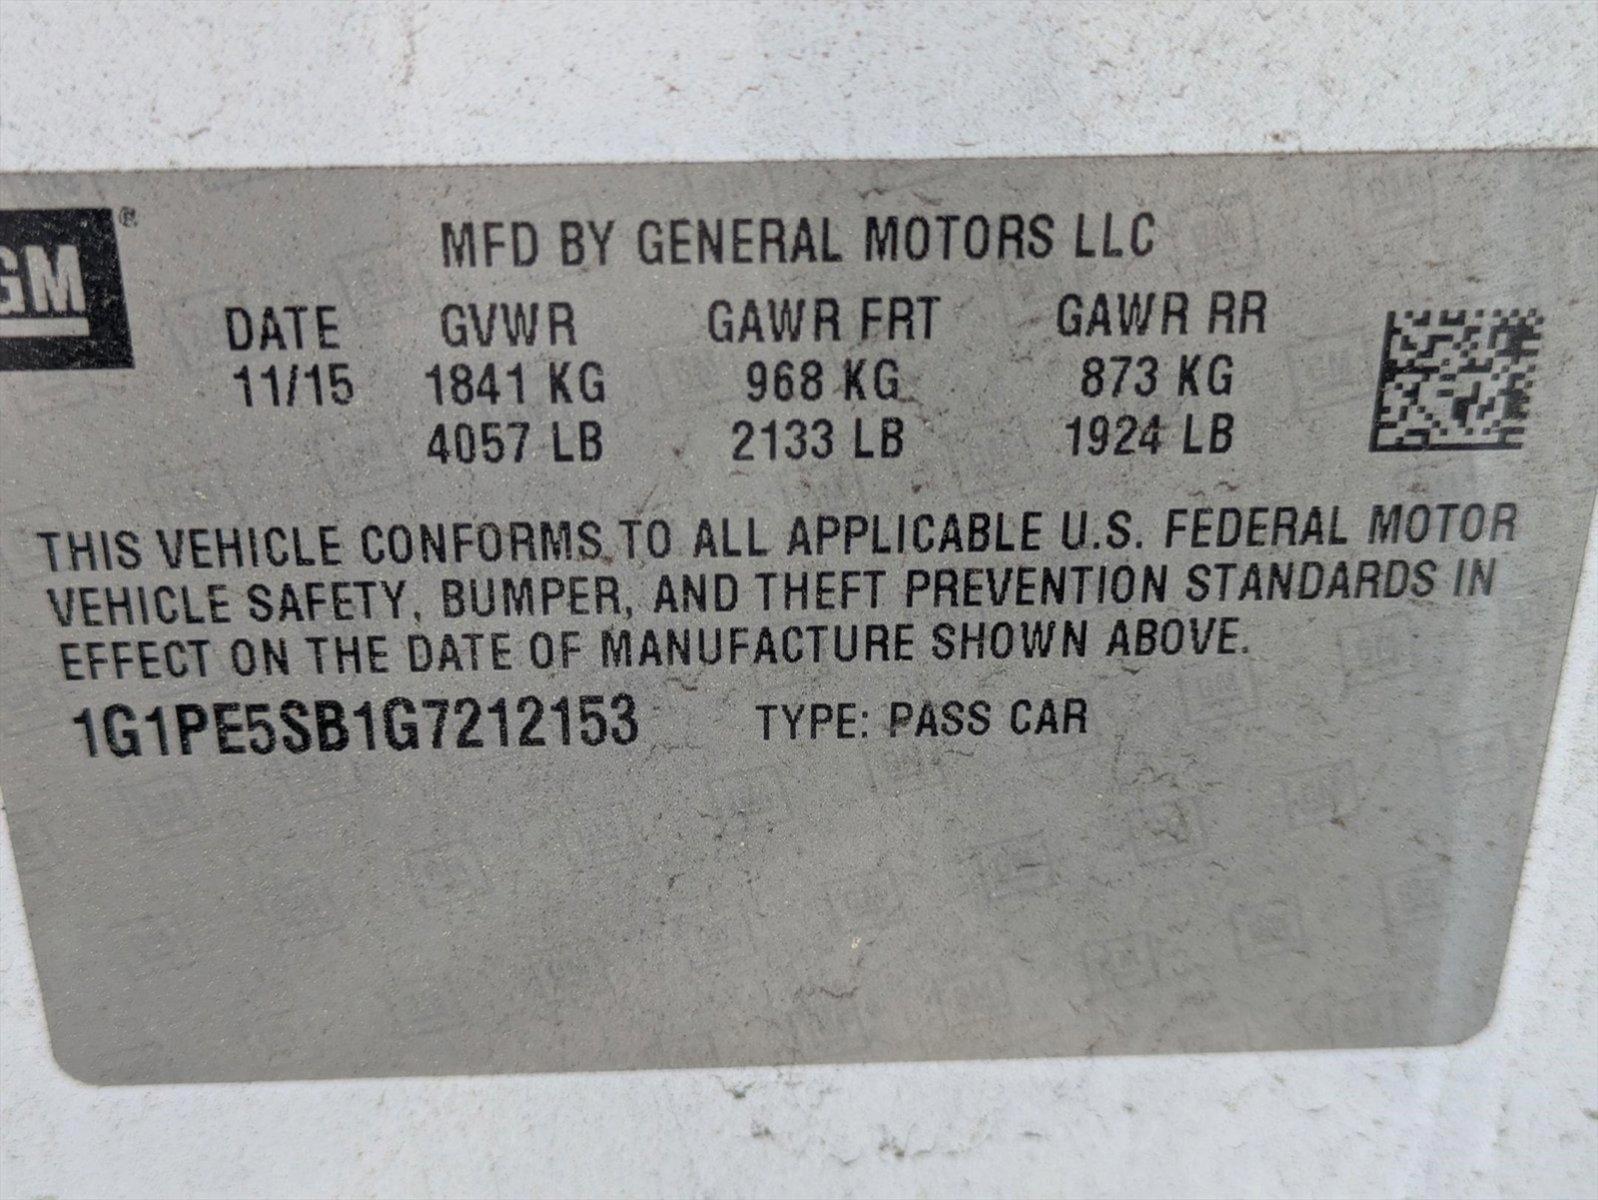 GM®
MFD BY GENERAL MOTORS LLC
DATE GVWR GAWR FRT GAWR RR
11/15 1841 KG 968 KG 873 KG
4057 LB 2133 LB 1924 LB
THIS VEHICLE CONFORMS TO ALL APPLICABLE U.S. FEDERAL MOTOR
VEHICLE SAFETY, BUMPER, AND THEFT PREVENTION STANDARDS IN
EFFECT ON THE DATE OF MANUFACTURE SHOWN ABOVE.
1G1PE5SB1G7212153 TYPE: PASS CAR